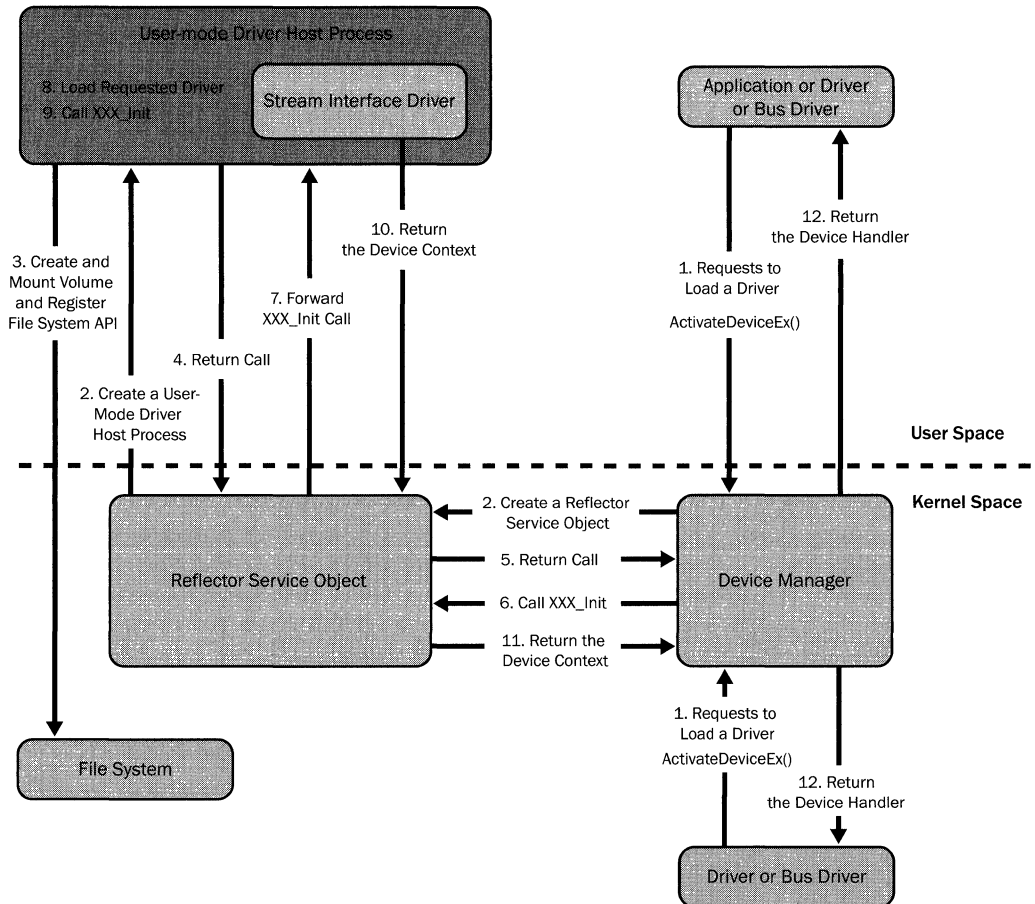 User-mode Driver Host Process
8. Load Requested Driver
9. Call XXX_Init
Stream Interface Driver
Application or Driver
or Bus Driver
10. Return
the Device Context
12. Return
the Device Handler
3. Create and
Mount Volume
and Register
File System API
7. Forward
XXX_Init Call
1. Requests to
Load a Driver
ActivateDeviceEx()
4. Return Call
2. Create a User-
Mode Driver
Host Process
User Space
Kernel Space
2. Create a Reflector
Service Object
5. Return Call
Reflector Service Object
Device Manager
6. Call XXX_Init
11. Return the
Device Context
1. Requests to
Load a Driver
ActivateDeviceEx()
File System
12. Return
the Device Handler
Driver or Bus Driver